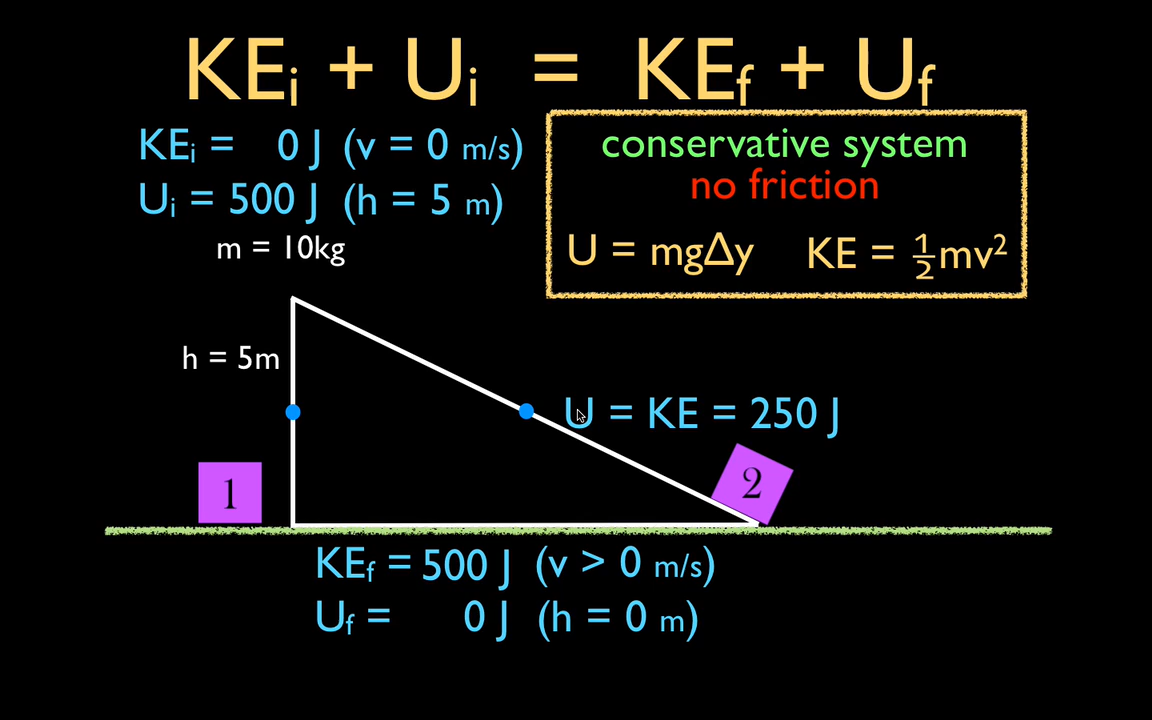 KEi + Ui = KEf + Uf
KEi = 0 J (v = 0 m/s)
Ui = 500 J (h = 5 m)
m = 10kg
conservative system
no friction
U = mgΔy KE = ½mv²
h = 5m
U = KE = 250 J
1
2
KEf = 500 J (v > 0 m/s)
Uf = 0 J (h = 0 m)